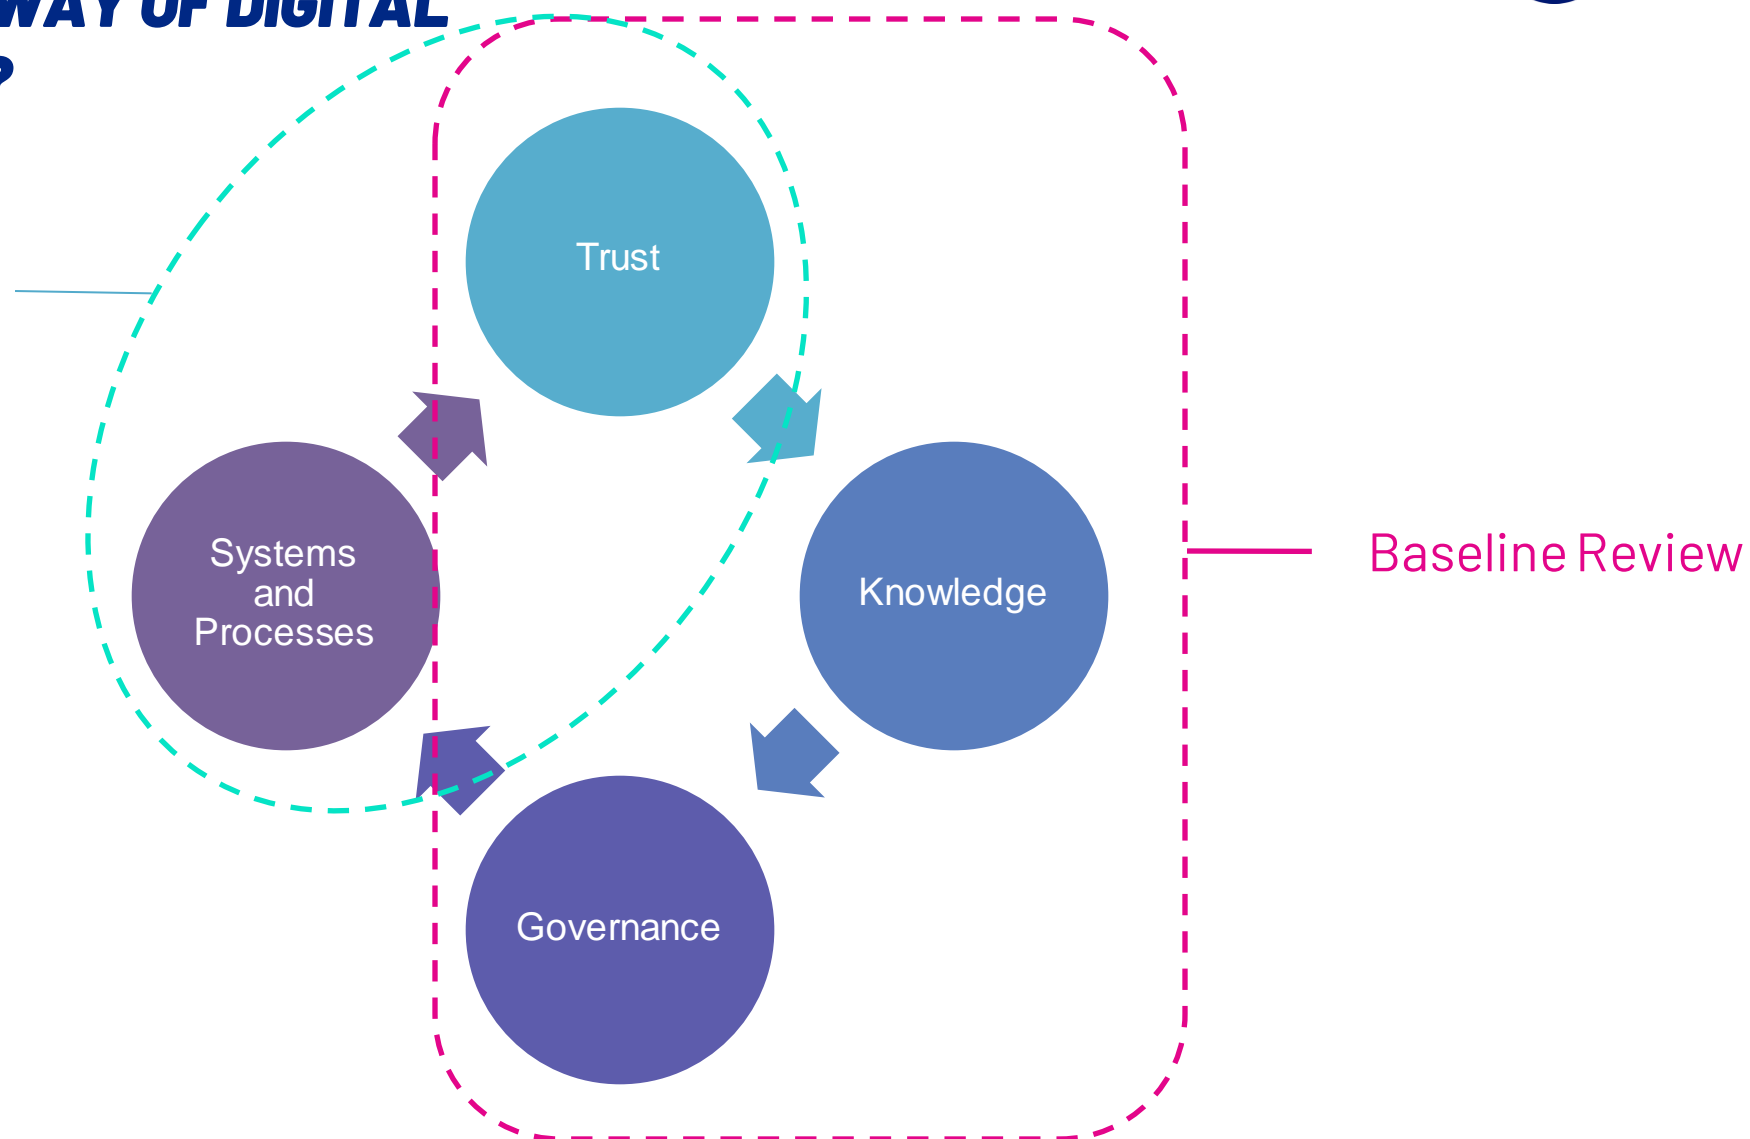 WAY OF DIGITAL
?
Trust
Systems
and
Processes
Knowledge
Baseline Review
Governance